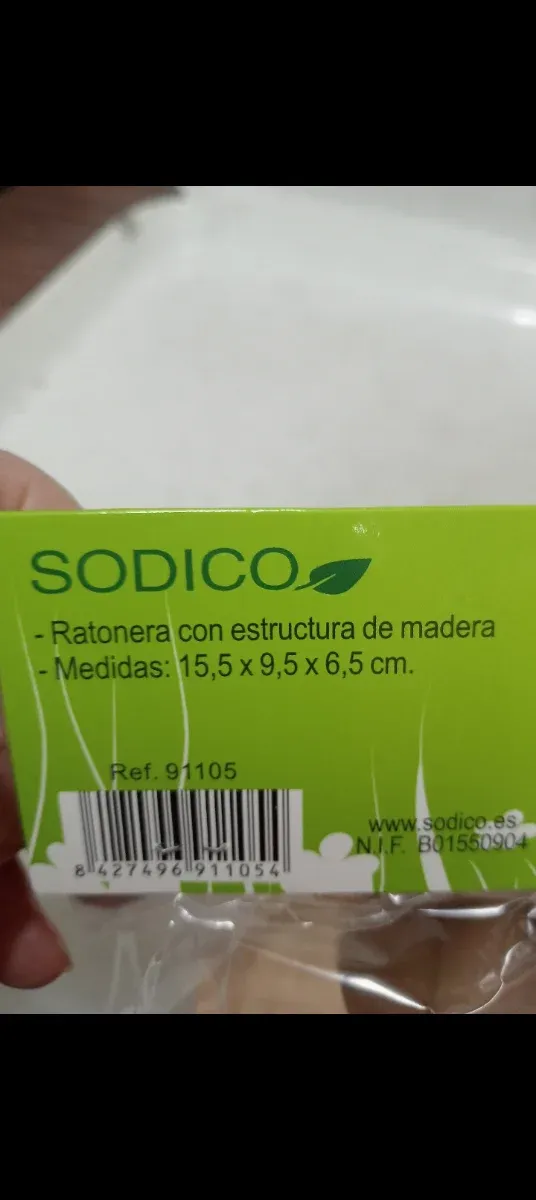 SODICO
- Ratonera con estructura de madera
- Medidas: 15,5 x 9,5 x 6,5 cm.
Ref. 91105
8 427496 911054
www.sodico.es
N.I.F. B01550904